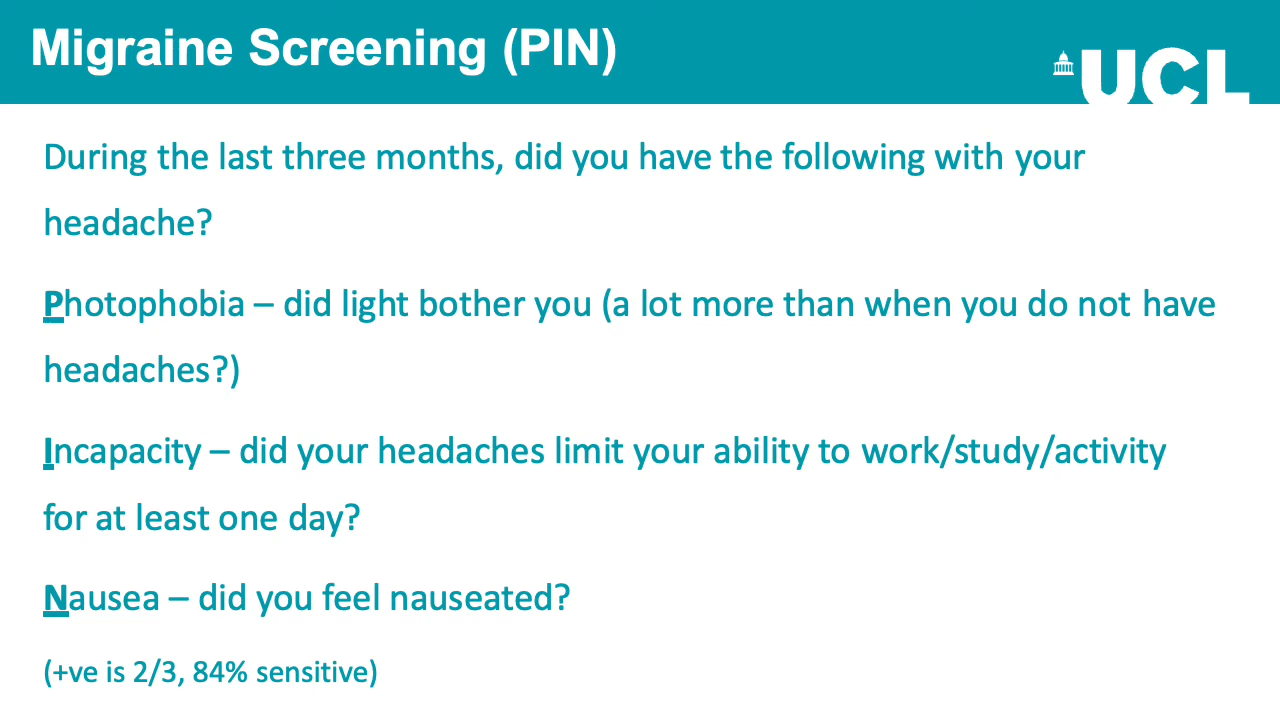 Migraine Screening (PIN)
UCL
During the last three months, did you have the following with your
headache?
Photophobia – did light bother you (a lot more than when you do not have
headaches?)
Incapacity – did your headaches limit your ability to work/study/activity
for at least one day?
Nausea – did you feel nauseated?
(+ve is 2/3, 84% sensitive)